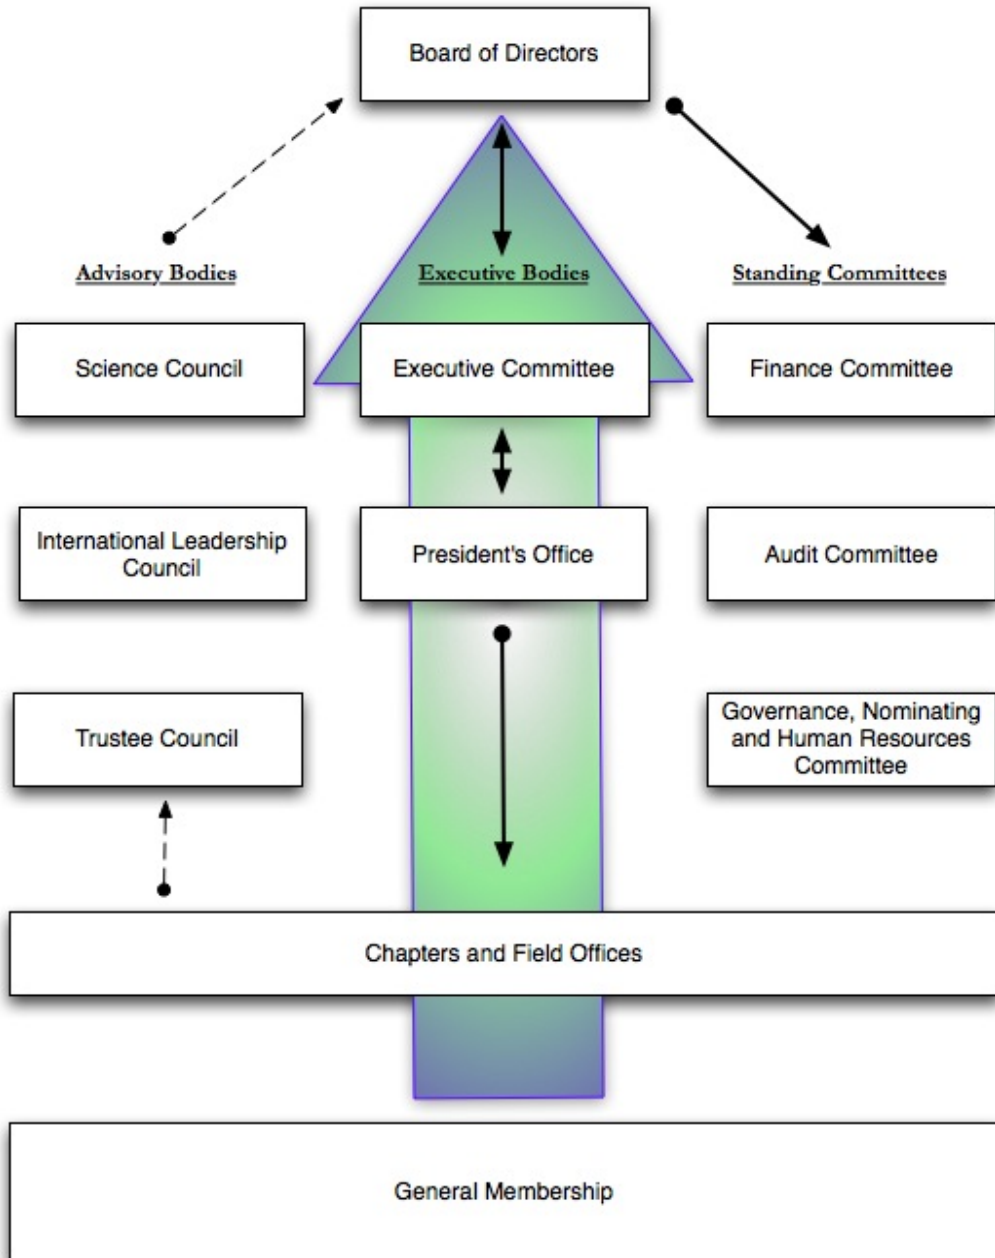 Board of Directors
Advisory Bodies
Executive Bodies
Standing Committees
Science Council
Executive Committee
Finance Committee
International Leadership
Council
President's Office
Audit Committee
Trustee Council
Governance, Nominating
and Human Resources
Committee
Chapters and Field Offices
General Membership